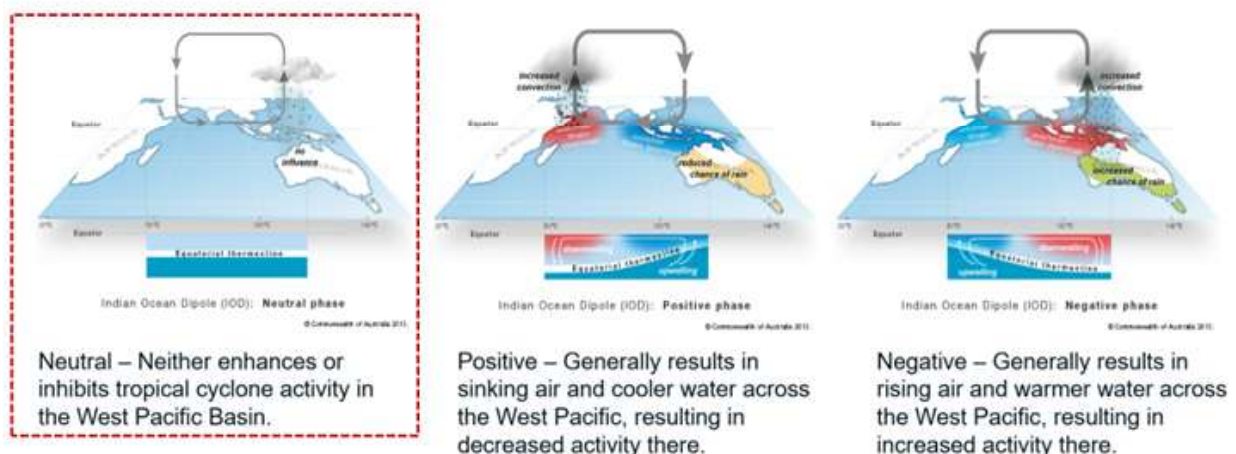 no
influence
Equator
Equator
Equatorial thermocline
Indian Ocean Dipole (IOD): Neutral phase
© Commonwealth of Australia 2013.
Neutral – Neither enhances or
inhibits tropical cyclone activity in
the West Pacific Basin.
increased
convection
Equator
reduced
chance of rain
Equator
Equatorial thermocline
upwelling
Indian Ocean Dipole (IOD): Positive phase
© Commonwealth of Australia 2013.
Positive – Generally results in
sinking air and cooler water across
the West Pacific, resulting in
decreased activity there.
increased
convection
Equator
increased
chance of rain
Equator
downwelling
Equatorial thermocline
upwelling
Indian Ocean Dipole (IOD): Negative phase
© Commonwealth of Australia 2013.
Negative – Generally results in
rising air and warmer water across
the West Pacific, resulting in
increased activity there.